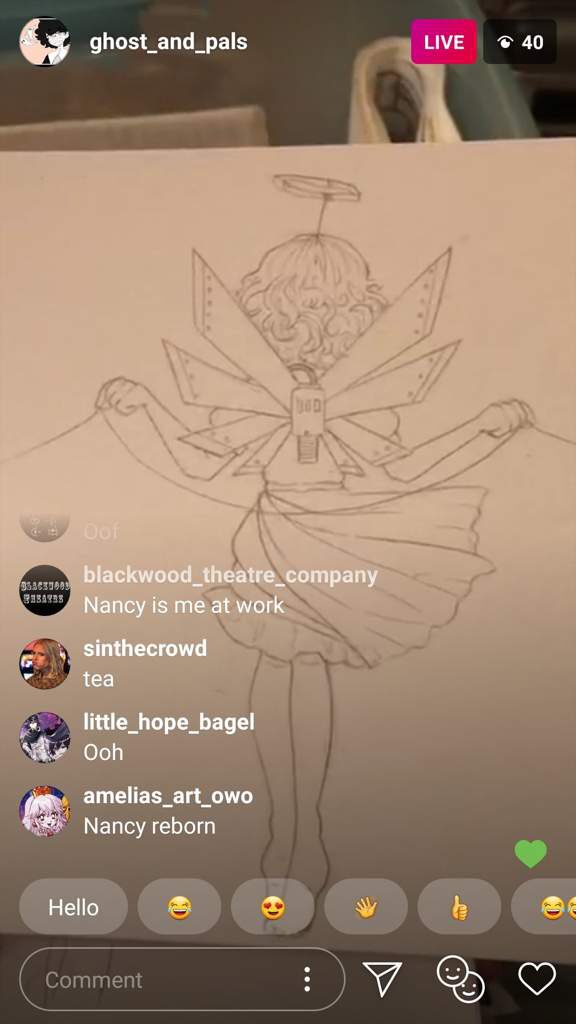 ghost_and_pals
LIVE
40
Oof
blackwood_theatre_company
Nancy is me at work
sinthecrowd
tea
little_hope_bagel
Ooh
amelias_art_owo
Nancy reborn
Hello
Comment